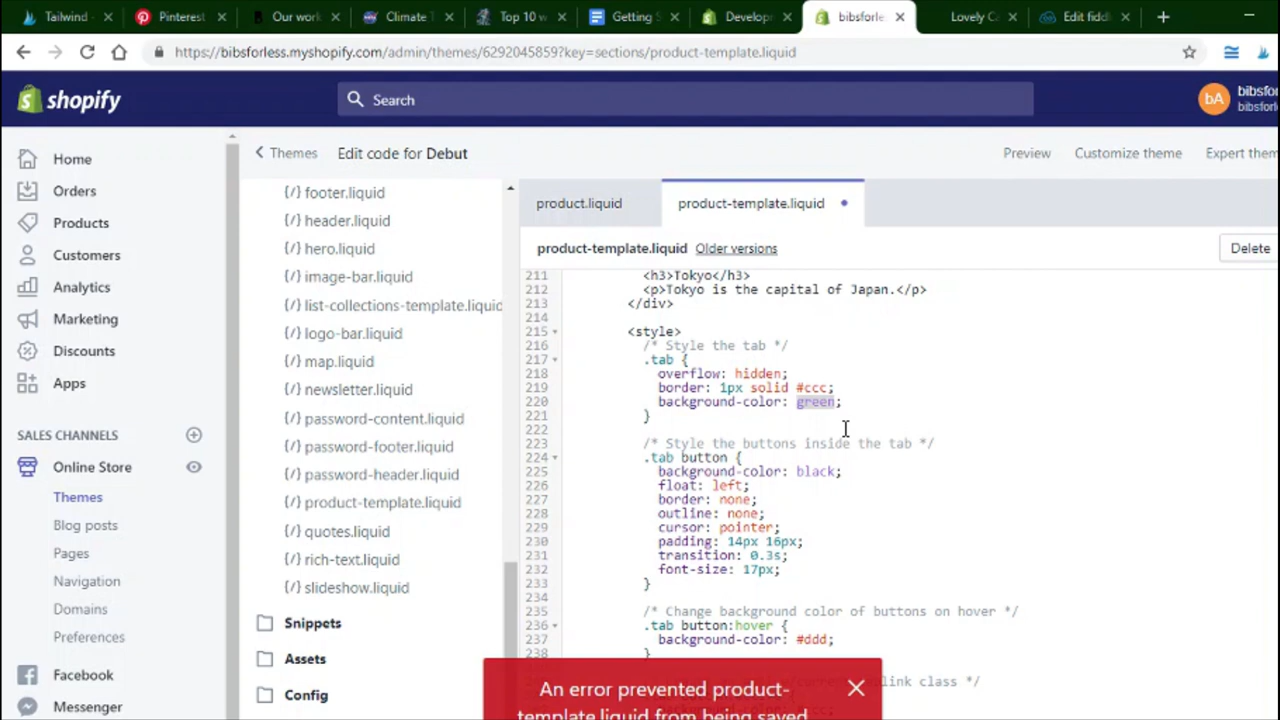 Tailwind -
Pinterest
Our work
Climate T
Top 10 w
Getting S
Develop
bibsforle
Lovely Ca
Edit fiddl
https://bibsforless.myshopify.com/admin/themes/6292045859?key=sections/product-template.liquid
shopify
Search
bA
bibsfor
bibsforl
Home
Orders
Products
Customers
Analytics
Marketing
Discounts
Apps
SALES CHANNELS
Online Store
Themes
Blog posts
Pages
Navigation
Domains
Preferences
Facebook
Messenger
Themes
Edit code for Debut
Preview
Customize theme
Expert them
{/} footer.liquid
{/} header.liquid
{/} hero.liquid
{/} image-bar.liquid
{/} list-collections-template.liquid
{/} logo-bar.liquid
{/} map.liquid
{/} newsletter.liquid
{/} password-content.liquid
{/} password-footer.liquid
{/} password-header.liquid
{/} product-template.liquid
{/} quotes.liquid
{/} rich-text.liquid
{/} slideshow.liquid
Snippets
Assets
Config
product.liquid
product-template.liquid
product-template.liquid Older versions
Delete
211 <h3>Tokyo</h3>
212 <p>Tokyo is the capital of Japan.</p>
213 </div>
214
215 <style>
216 /* Style the tab */
217 .tab {
218 overflow: hidden;
219 border: 1px solid #ccc;
220 background-color: green;
221 }
222
223 /* Style the buttons inside the tab */
224 .tab button {
225 background-color: black;
226 float: left;
227 border: none;
228 outline: none;
229 cursor: pointer;
230 padding: 14px 16px;
231 transition: 0.3s;
232 font-size: 17px;
233 }
234
235 /* Change background color of buttons on hover */
236 .tab button:hover {
237 background-color: #ddd;
238 }
link class */
An error prevented product-
template.liquid from being saved